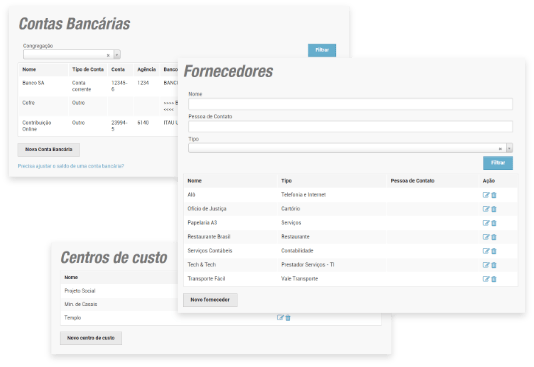 Contas Bancárias
Congregação
Filtrar
Nome Tipo de Conta Conta Agência Banco
Banco SA Conta corrente 12345-6 1234 BANC
Cofre Outro
Contribuição Online Outro 23994-5 6140 ITAU U
Nova Conta Bancária
Precisa ajustar o saldo de uma conta bancária?
Fornecedores
Nome
Pessoa de Contato
Tipo
Filtrar
Nome Tipo Pessoa de Contato Ação
Alô Telefonia e Internet
Ofício de Justiça Cartório
Papelaria A3 Serviços
Restaurante Brasil Restaurante
Serviços Contábeis Contabilidade
Tech & Tech Prestador Serviços - TI
Transporte Fácil Vale Transporte
Novo fornecedor
Centros de custo
Nome
Projeto Social
Min. de Casais
Templo
Novo centro de custo